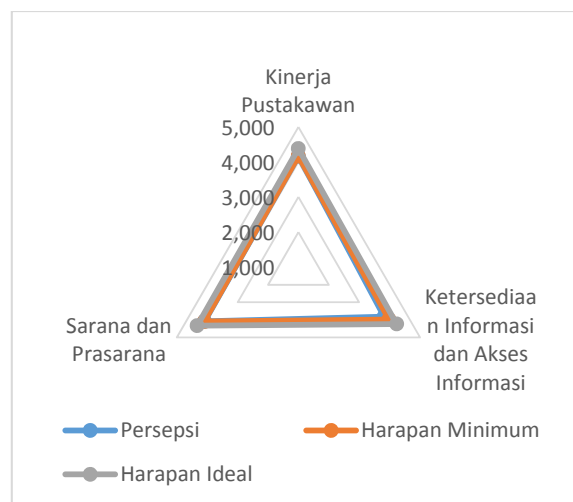 Kinerja
Pustakawan
5,000
4,000
3,000
2,000
1,000
Ketersediaa
n Informasi
dan Akses
Informasi
Sarana dan
Prasarana
Persepsi
Harapan Minimum
Harapan Ideal